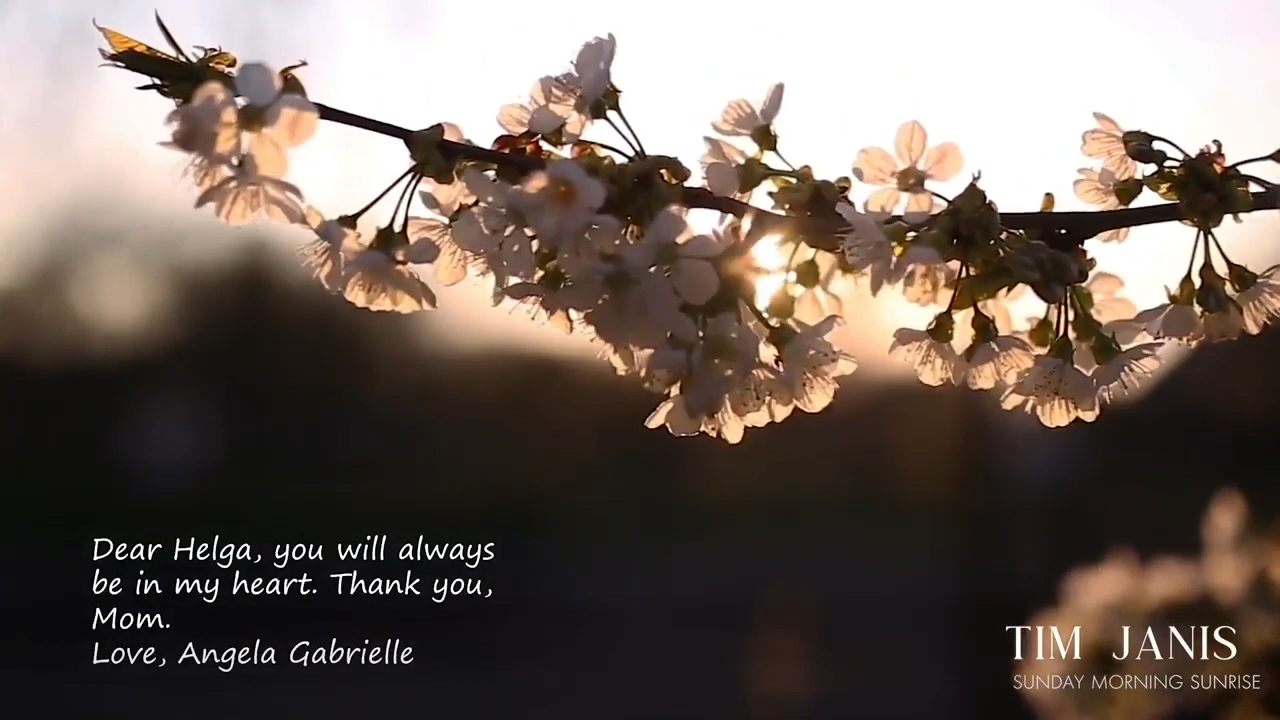 Dear Helga, you will always
be in my heart. Thank you,
Mom.
Love, Angela Gabrielle
TIM JANIS
SUNDAY MORNING SUNRISE